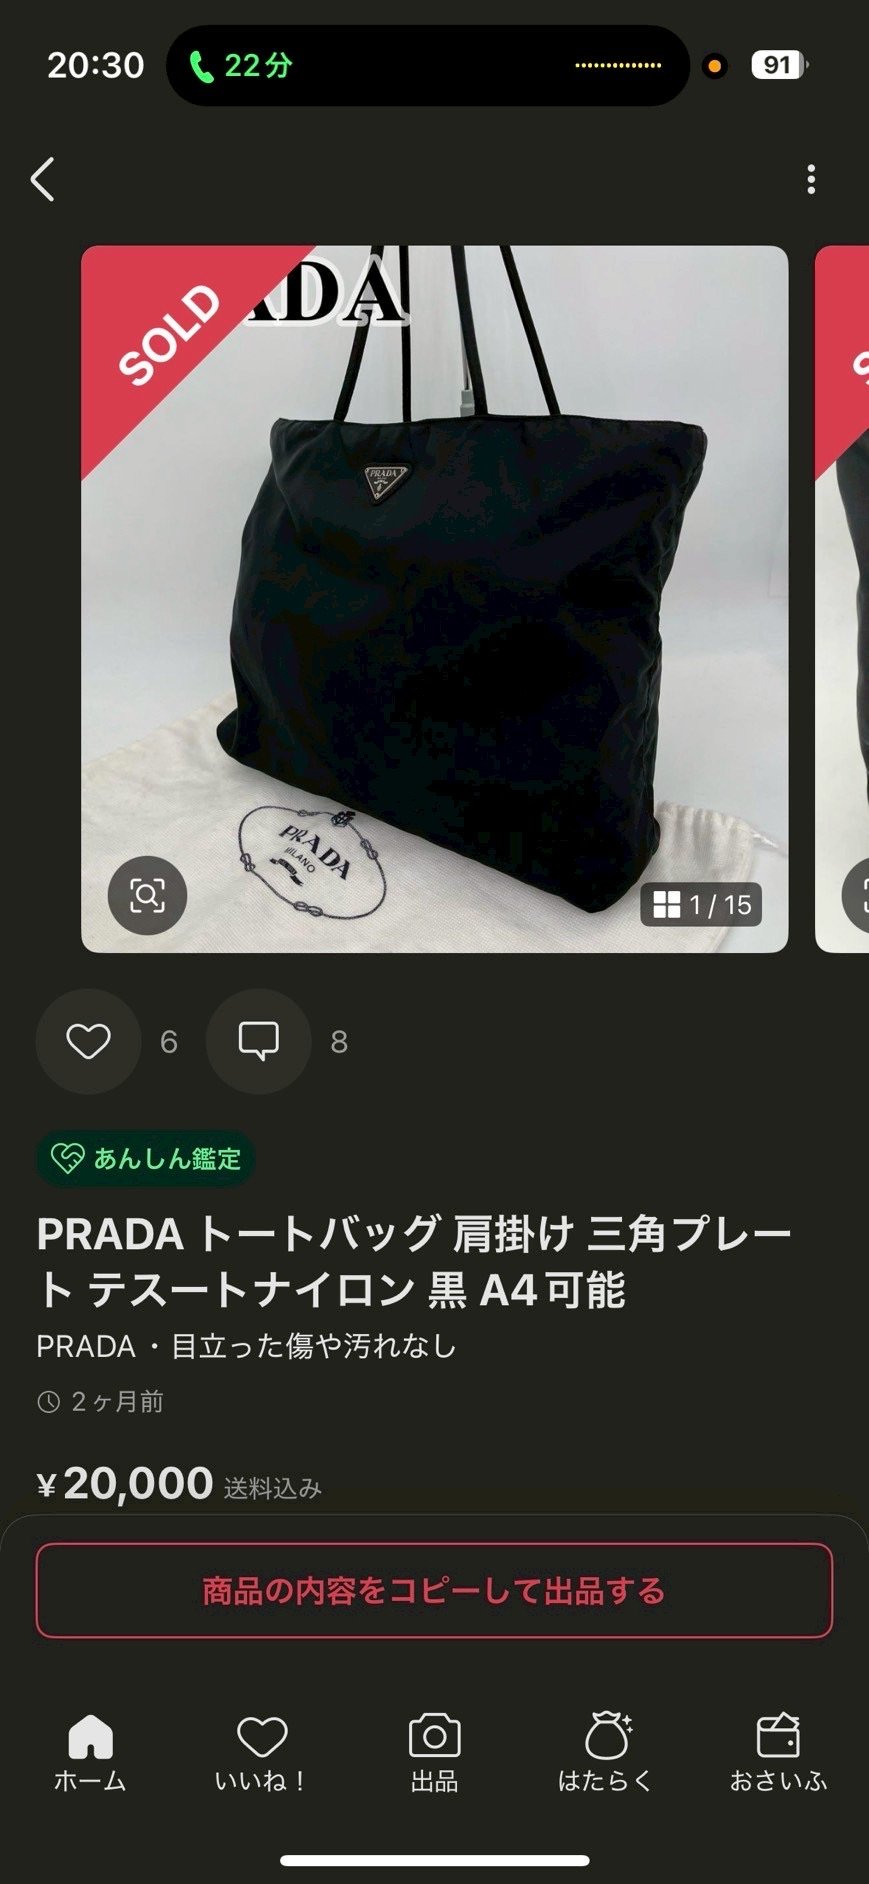 20:30
22分
91
SOLD
ADA
PRADA
PRADA
MILANO
1 / 15
6
8
あんしん鑑定
PRADA トートバッグ 肩掛け 三角プレー
ト テスートナイロン 黒 A4可能
PRADA・目立った傷や汚れなし
2ヶ月前
¥20,000 送料込み
商品の内容をコピーして出品する
ホーム
いいね！
出品
はたらく
おさいふ